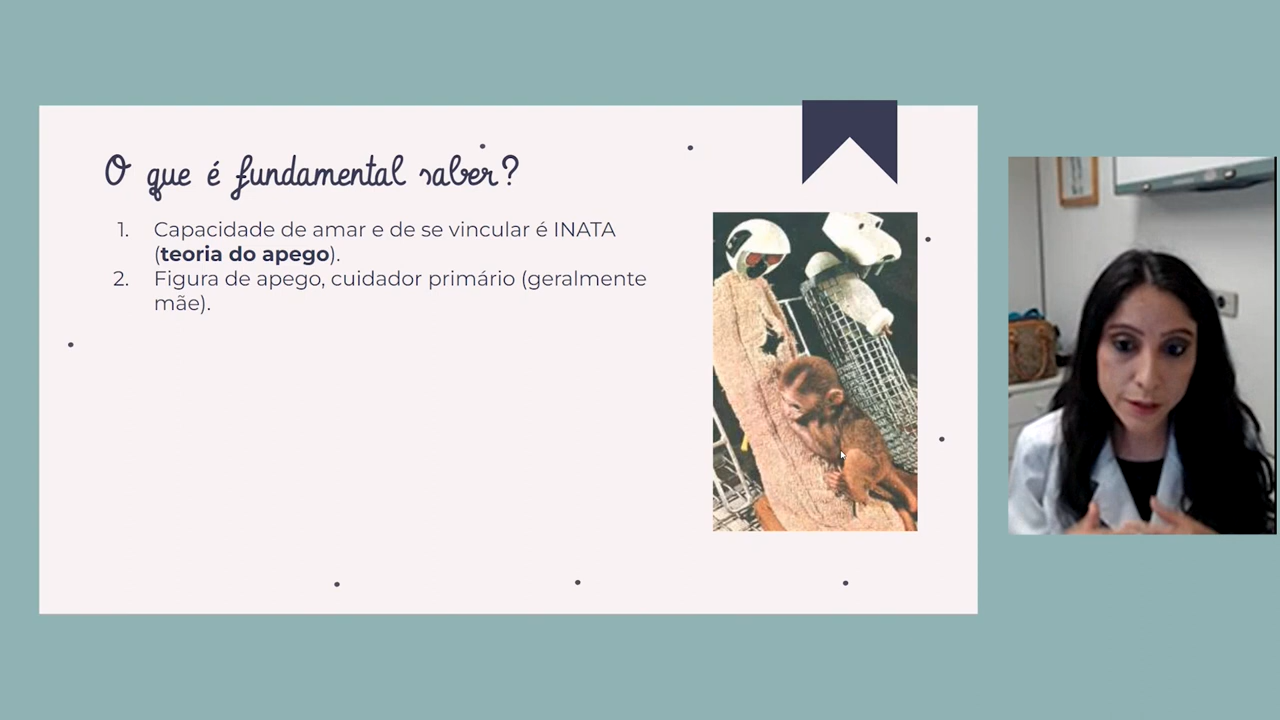 O que é fundamental saber?
1. Capacidade de amar e de se vincular é INATA
(teoria do apego).
2. Figura de apego, cuidador primário (geralmente
mãe).